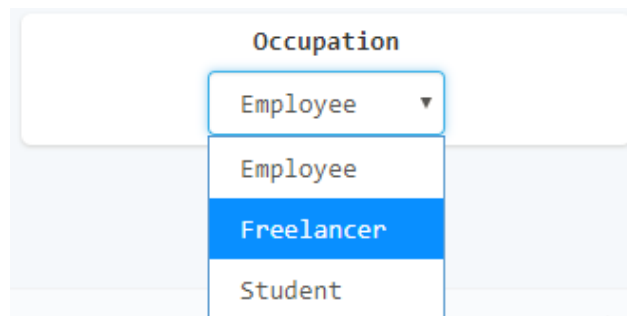 Occupation
Employee
Employee
Freelancer
Student